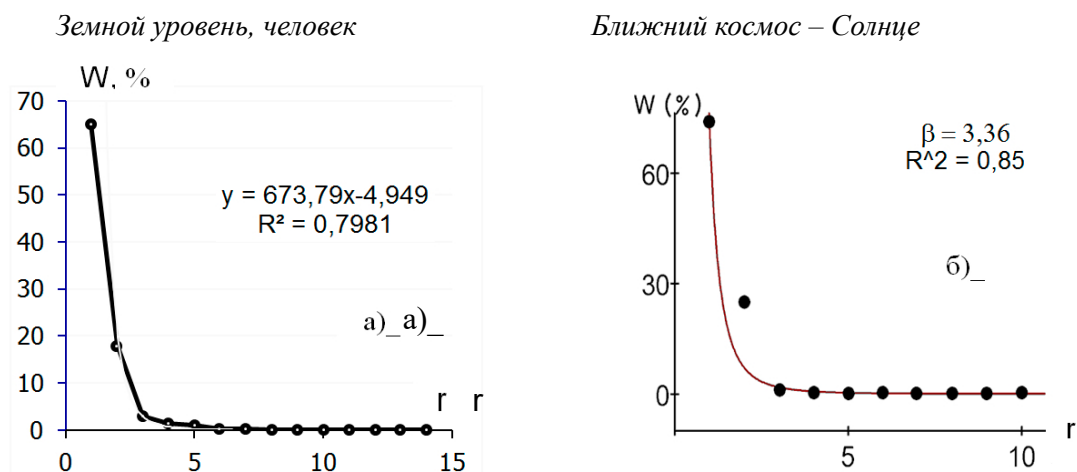 Земной уровень, человек
W, %
70
60
50
40
30
20
10
0
0 5 10 15
y = 673,79x-4,949
R² = 0,7981
а)_а)_
r r
Ближний космос – Солнце
W (%)
60
30
0
5 10
β = 3,36
R^2 = 0,85
б)_
r